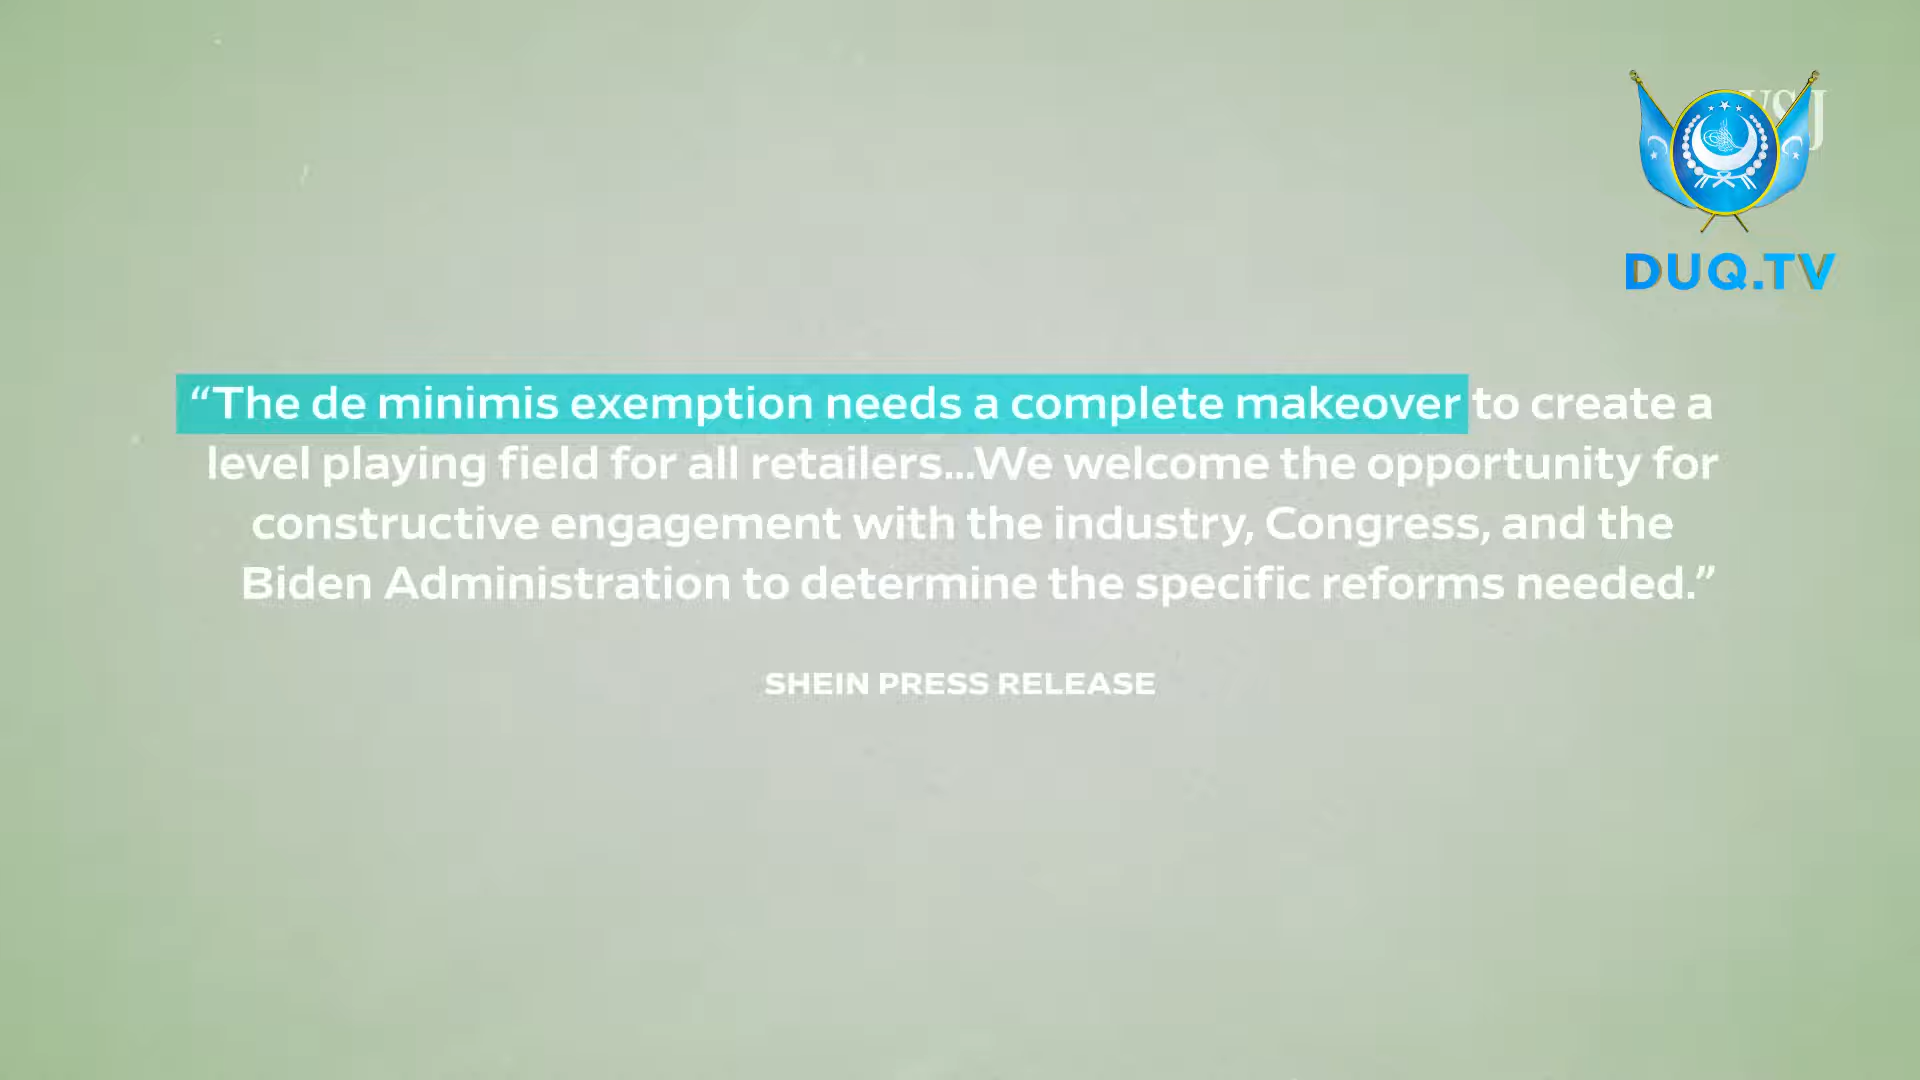 DUQ.TV
“The de minimis exemption needs a complete makeover to create a
level playing field for all retailers...We welcome the opportunity for
constructive engagement with the industry, Congress, and the
Biden Administration to determine the specific reforms needed.”
SHEIN PRESS RELEASE